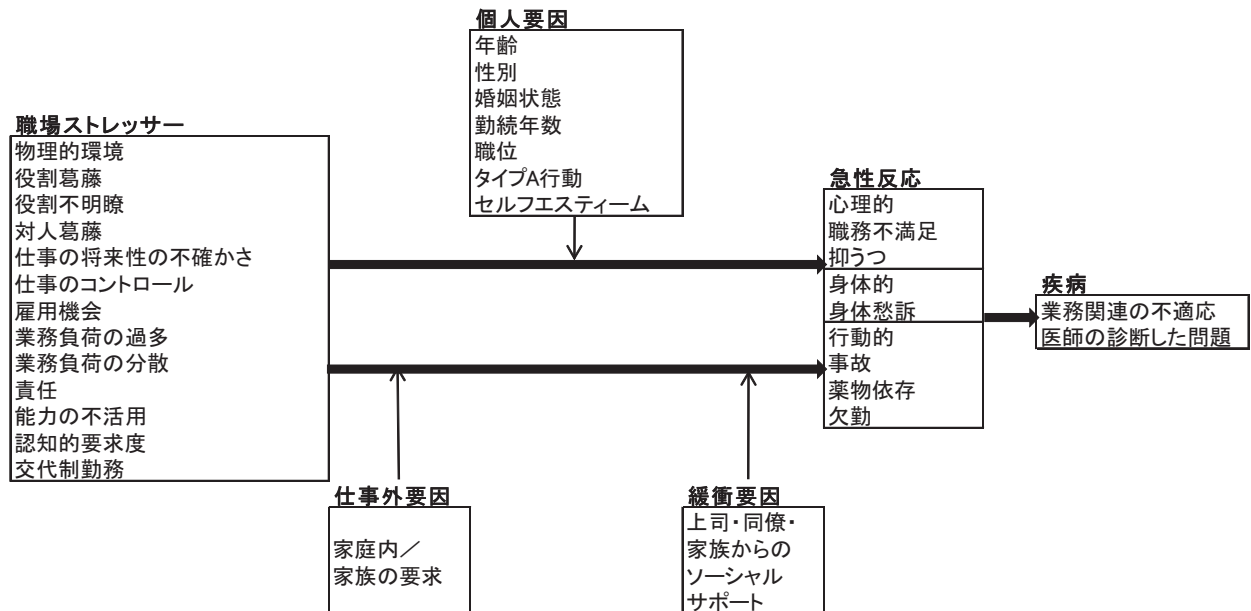 個人要因
年齢
性別
婚姻状態
勤続年数
職位
タイプA行動
セルフエスティーム
職場ストレッサー
物理的環境
役割葛藤
役割不明瞭
対人葛藤
仕事の将来性の不確かさ
仕事のコントロール
雇用機会
業務負荷の過多
業務負荷の分散
責任
能力の不活用
認知的要求度
交代制勤務
急性反応
心理的
職務不満足
抑うつ
身体的
身体愁訴
行動的
事故
薬物依存
欠勤
疾病
業務関連の不適応
医師の診断した問題
仕事外要因
家庭内／
家族の要求
緩衝要因
上司・同僚・
家族からの
ソーシャル
サポート